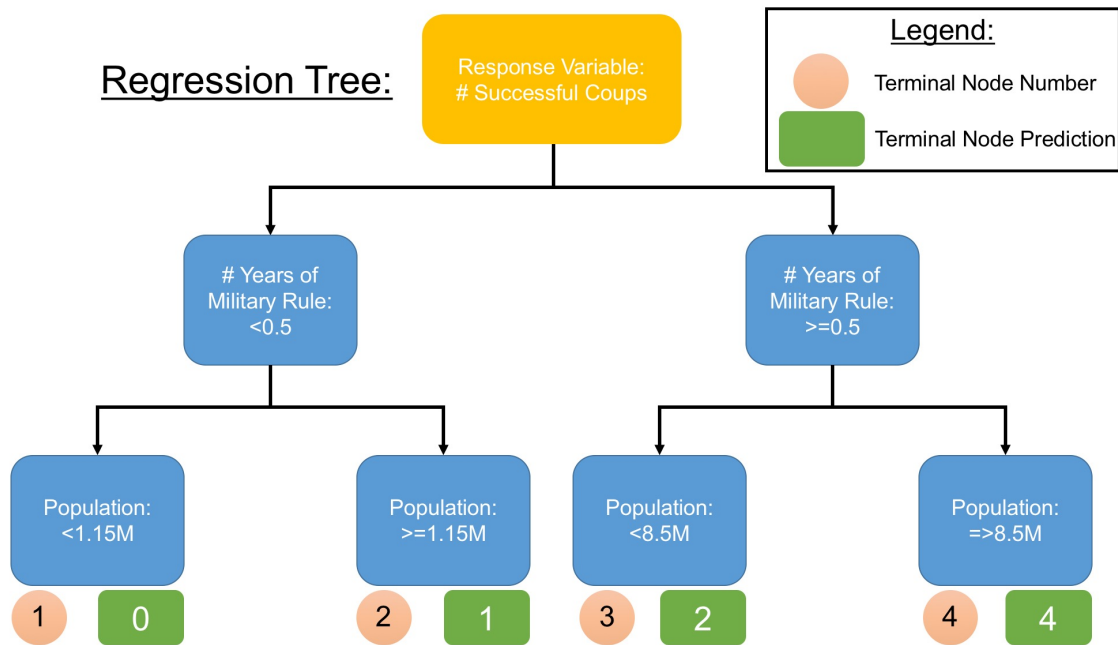 Regression Tree:
Response Variable:
# Successful Coups
Legend:
Terminal Node Number
Terminal Node Prediction
# Years of
Military Rule:
<0.5
# Years of
Military Rule:
>=0.5
Population:
<1.15M
Population:
>=1.15M
Population:
<8.5M
Population:
=>8.5M
1
0
2
1
3
2
4
4